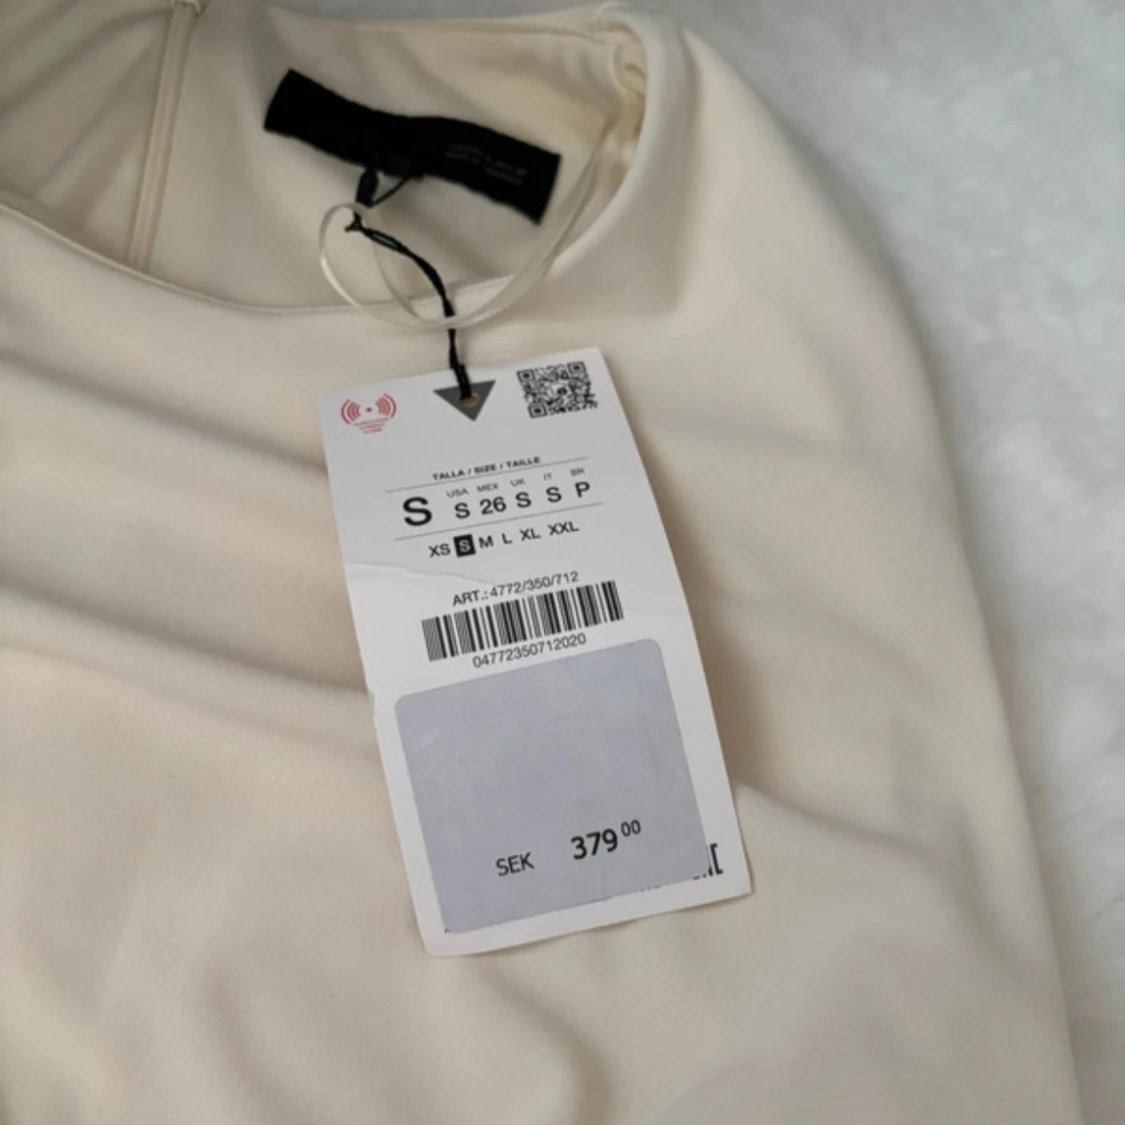 TALLA / SIZE / TAILLE
USA MEX UK IT BR
S S 26 S S P
XS S M L XL XXL
ART.: 4772/350/712
04772350712020
SEK 379 00